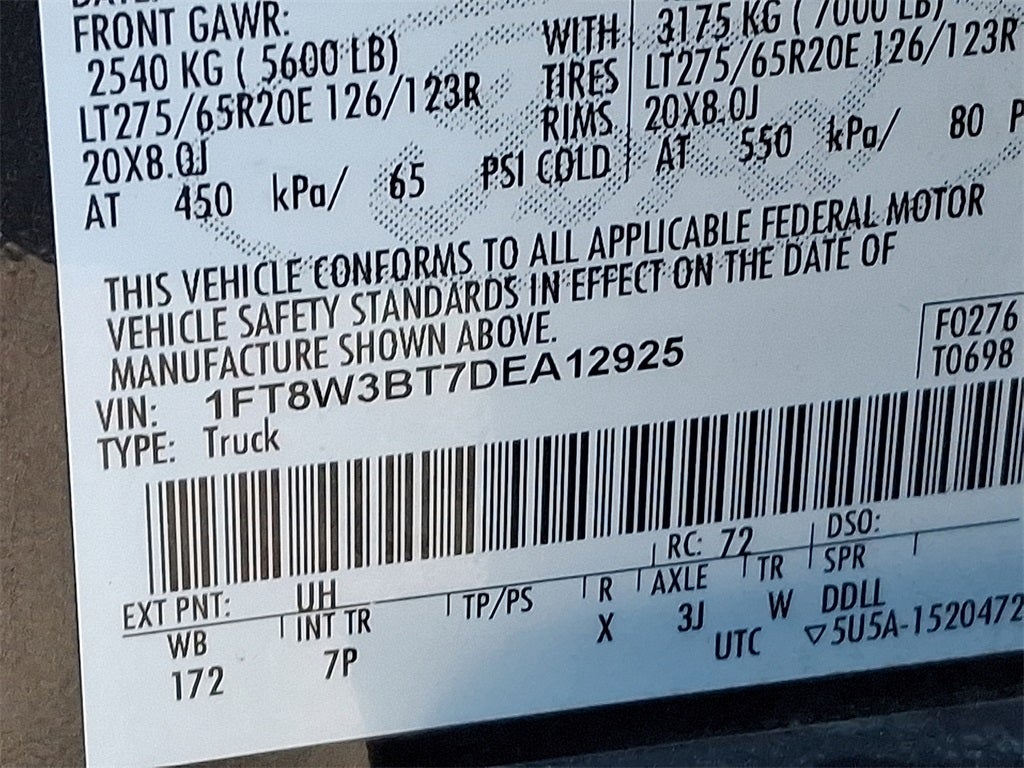 FRONT GAWR:
2540 KG ( 5600 LB)
LT275/65R20E 126/123R
20X8.0J
AT 450 kPa/ 65 PSI COLD
WITH
TIRES
RIMS
3175 KG ( 7000 LB)
LT275/65R20E 126/123R
20X8.0J
AT 550 kPa/ 80 P
THIS VEHICLE CONFORMS TO ALL APPLICABLE FEDERAL MOTOR
VEHICLE SAFETY STANDARDS IN EFFECT ON THE DATE OF
MANUFACTURE SHOWN ABOVE.
F0276
T0698
VIN: 1FT8W3BT7DEA12925
TYPE: Truck
EXT PNT: UH RC: 72 DSO:
WB INT TR TP/PS R AXLE TR SPR
172 7P X 3J W DDLL
UTC ▽5U5A-1520472